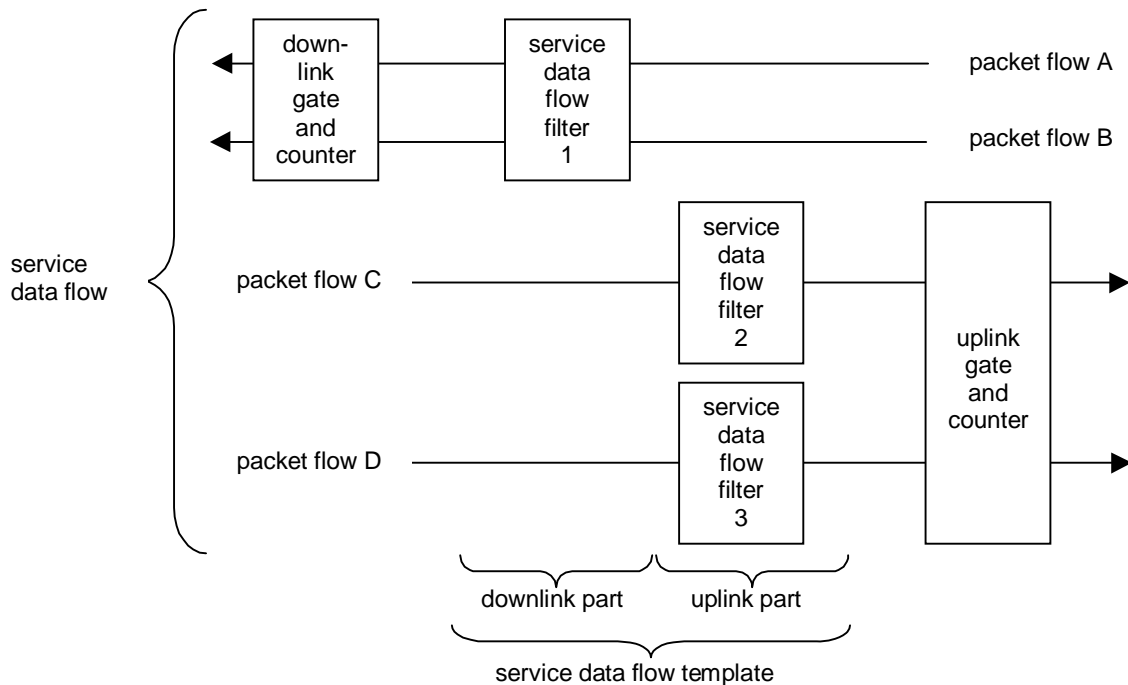 down-
link
gate
and
counter
service
data
flow
filter
1
packet flow A
packet flow B
service
data flow
packet flow C
service
data
flow
filter
2
uplink
gate
and
counter
packet flow D
service
data
flow
filter
3
downlink part
uplink part
service data flow template